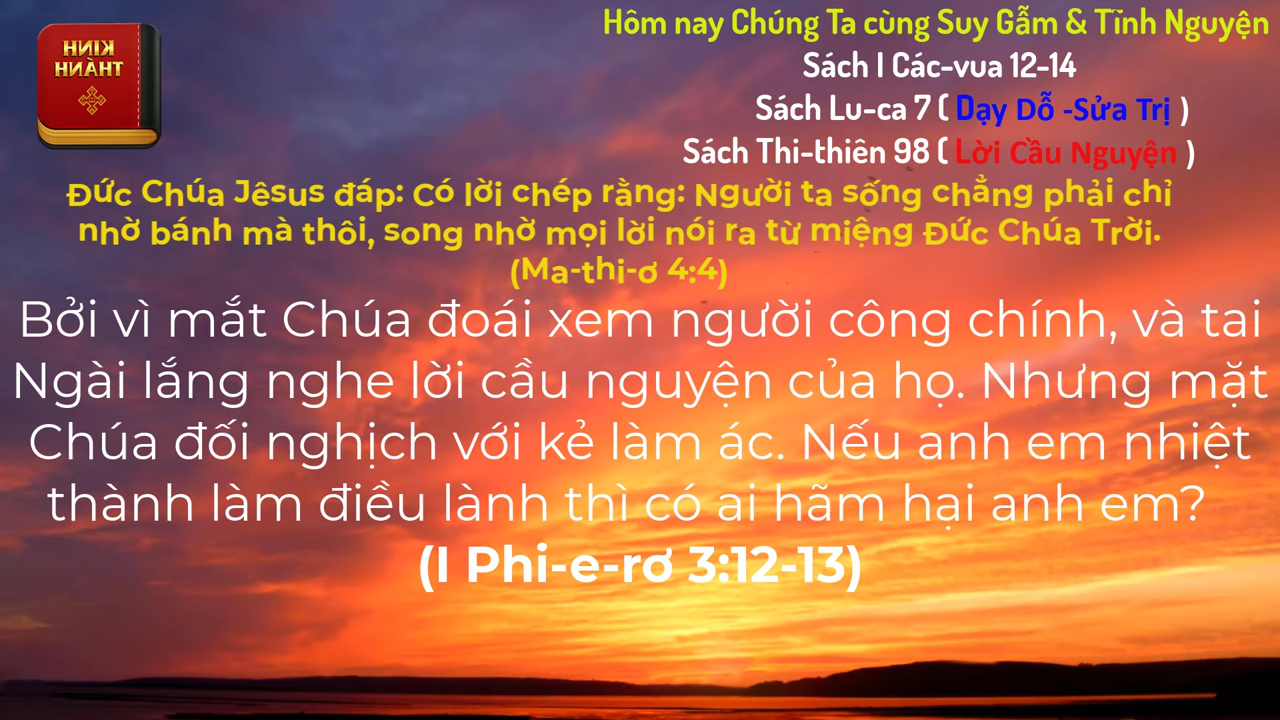 KINH
THÀNH
Hôm nay Chúng Ta cùng Suy Gẫm & Tĩnh Nguyện
Sách I Các-vua 12-14
Sách Lu-ca 7 ( Dạy Dỗ -Sửa Trị )
Sách Thi-thiên 98 ( Lời Cầu Nguyện )
Đức Chúa Jêsus đáp: Có lời chép rằng: Người ta sống chẳng phải chỉ
nhờ bánh mà thôi, song nhờ mọi lời nói ra từ miệng Đức Chúa Trời.
(Ma-thi-ơ 4:4)
Bởi vì mắt Chúa đoái xem người công chính, và tai
Ngài lắng nghe lời cầu nguyện của họ. Nhưng mặt
Chúa đối nghịch với kẻ làm ác. Nếu anh em nhiệt
thành làm điều lành thì có ai hãm hại anh em?
(I Phi-e-rơ 3:12-13)